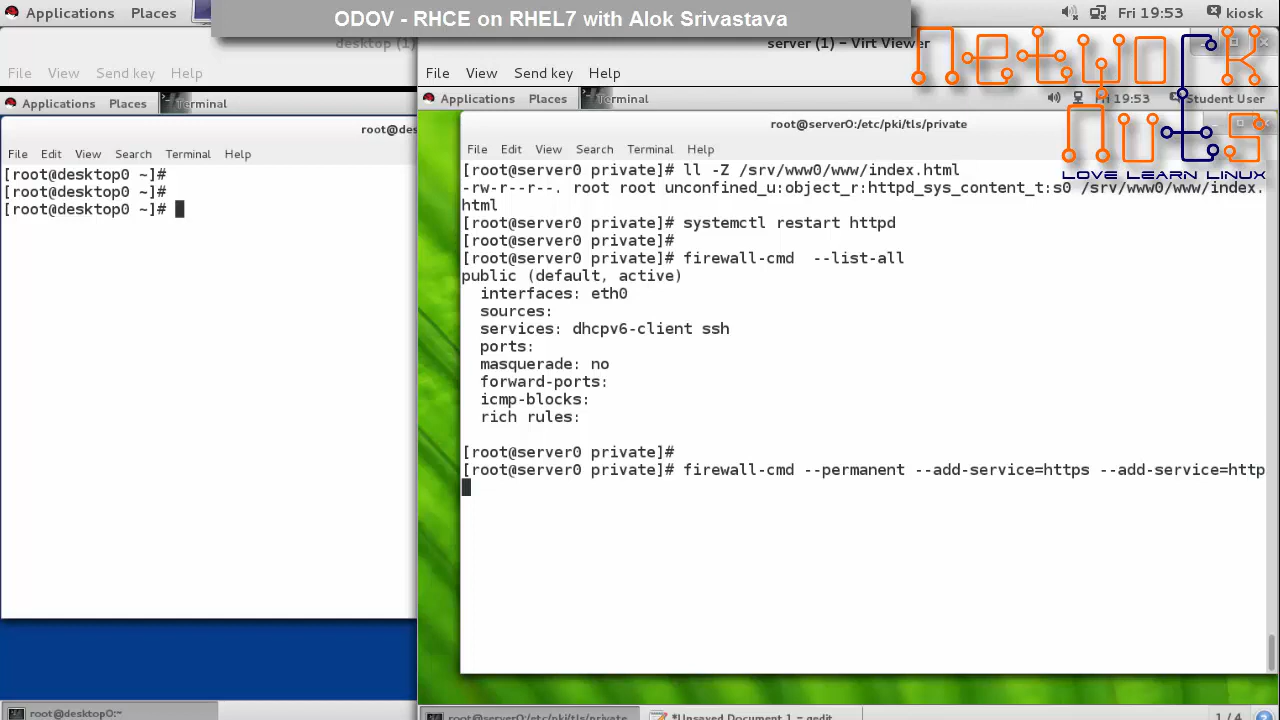 Applications Places
ODOV - RHCE on RHEL7 with Alok Srivastava
Fri 19:53 kiosk
desktop (1)
File View Send key Help
Applications Places Terminal
root@des
File Edit View Search Terminal Help
[root@desktop0 ~]#
[root@desktop0 ~]#
[root@desktop0 ~]#
root@desktop0:~
server (1) – Virt Viewer
File View Send key Help
Applications Places Terminal
Fri 19:53 Student User
network
nuts
LOVE LEARN LINUX
root@server0:/etc/pki/tls/private
File Edit View Search Terminal Help
[root@server0 private]# ll -Z /srv/www0/www/index.html
-rw-r--r--. root root unconfined_u:object_r:httpd_sys_content_t:s0 /srv/www0/www/index.
html
[root@server0 private]# systemctl restart httpd
[root@server0 private]#
[root@server0 private]# firewall-cmd  --list-all
public (default, active)
  interfaces: eth0
  sources:
  services: dhcpv6-client ssh
  ports:
  masquerade: no
  forward-ports:
  icmp-blocks:
  rich rules:
[root@server0 private]#
[root@server0 private]# firewall-cmd --permanent --add-service=https --add-service=http
root@server0:/etc/pki/tls/private
*Unsaved Document 1 – gedit
1 / 4